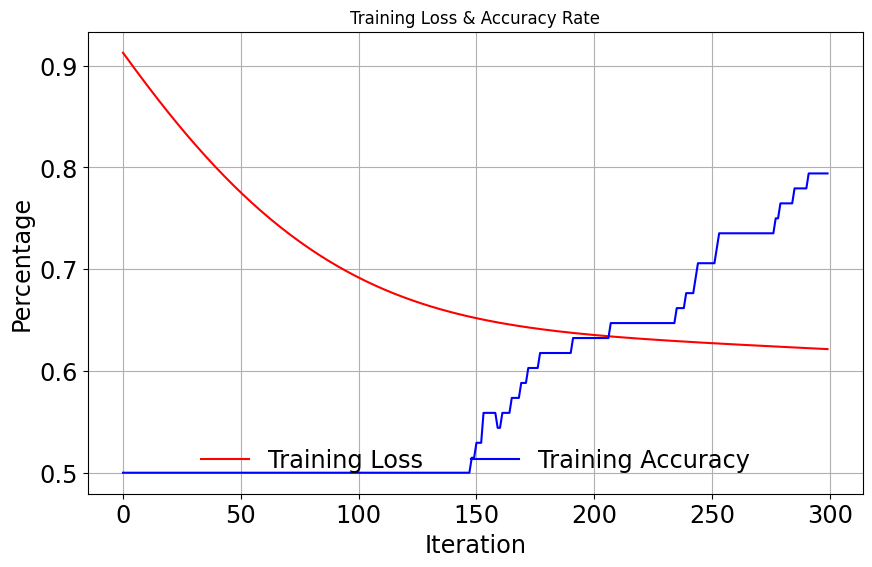 Training Loss & Accuracy Rate
0.9
0.8
0.7
0.6
0.5
Percentage
Training Loss
Training Accuracy
0
50
100
150
200
250
300
Iteration